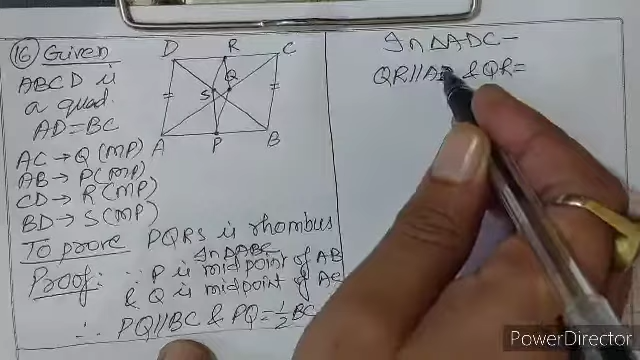 16 Given
ABCD is
a quad.
AD=BC
AC→Q (MP)
AB→P(MP)
CD→R(MP)
BD→S(MP)
To prove PQRS is rhombus
In ΔABC
Proof: ∵ P is midpoint of AB
& Q is midpoint of AC
∴ PQ//BC & PQ=1/2 BC
D R C
S Q
A P B
In ΔADC-
QR//AD & QR=
PowerDirector